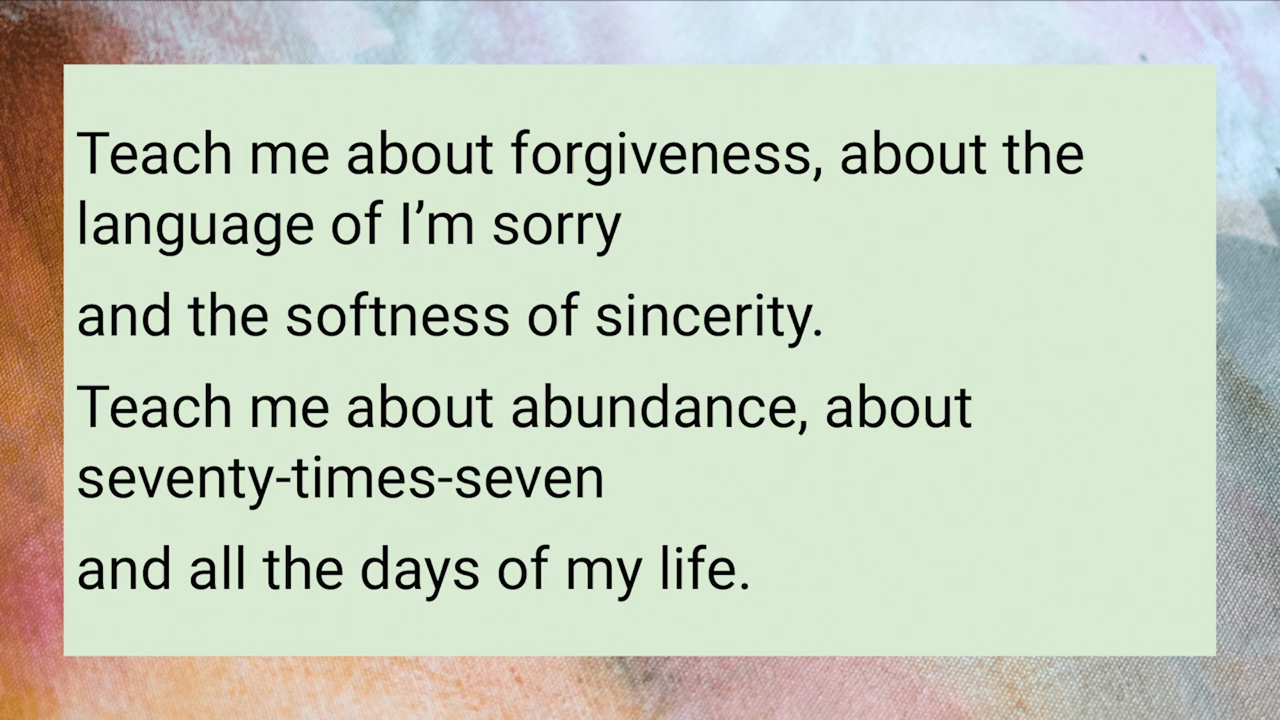 Teach me about forgiveness, about the
language of I’m sorry
and the softness of sincerity.
Teach me about abundance, about
seventy-times-seven
and all the days of my life.